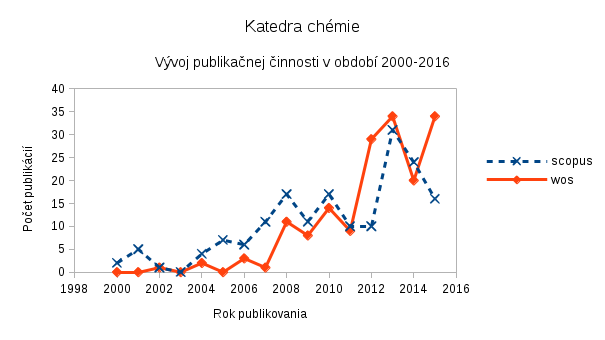 Katedra chémie
Vývoj publikačnej činnosti v období 2000-2016
40
35
30
25
20
15
10
5
0
Počet publikácií
1998 2000 2002 2004 2006 2008 2010 2012 2014 2016
Rok publikovania
scopus
wos